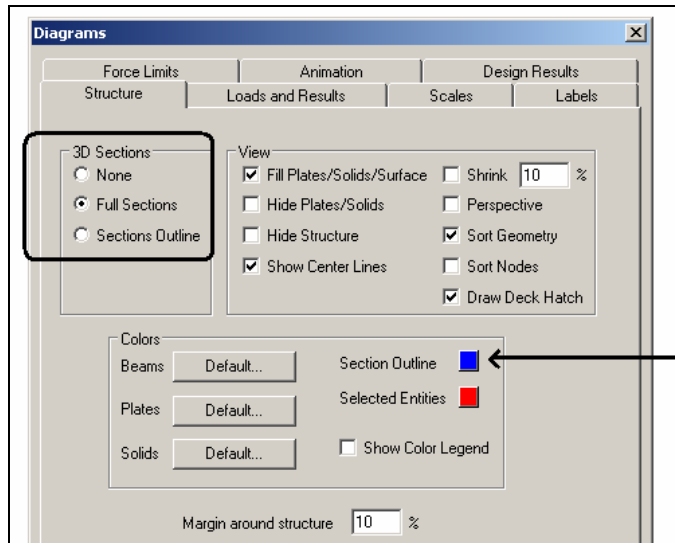 Diagrams
Force Limits Animation Design Results
Structure Loads and Results Scales Labels
3D Sections
None
Full Sections
Sections Outline
View
Fill Plates/Solids/Surface Shrink 10 %
Hide Plates/Solids Perspective
Hide Structure Sort Geometry
Show Center Lines Sort Nodes
Draw Deck Hatch
Colors
Beams Default... Section Outline
Plates Default... Selected Entities
Solids Default... Show Color Legend
Margin around structure 10 %